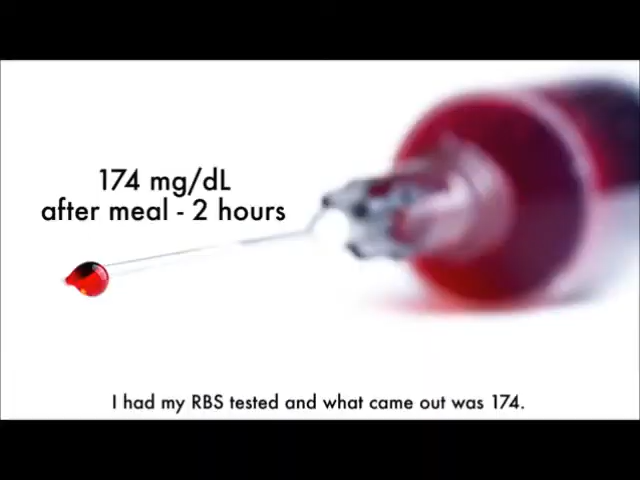 174 mg/dL
after meal - 2 hours
I had my RBS tested and what came out was 174.